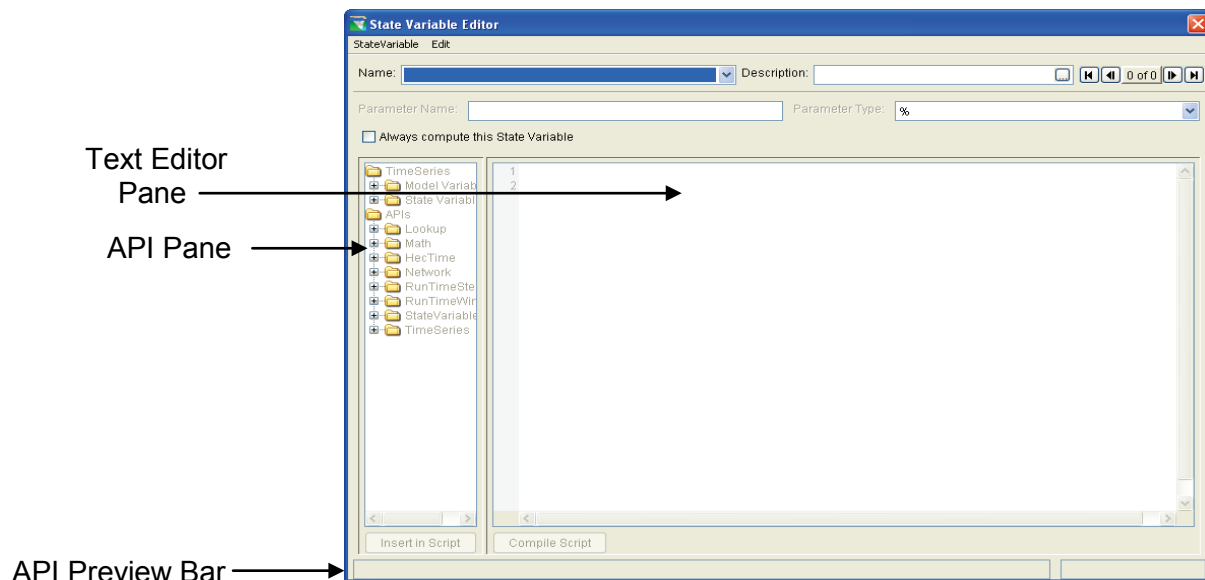 State Variable Editor
StateVariable Edit
Name: Description: ... 0 of 0
Parameter Name: Parameter Type: %
Always compute this State Variable
Text Editor
Pane
API Pane
API Preview Bar
TimeSeries
Model Variab
State Variabl
APIs
Lookup
Math
HecTime
Network
RunTimeSte
RunTimeWin
StateVariable
TimeSeries
1
2
Insert in Script Compile Script